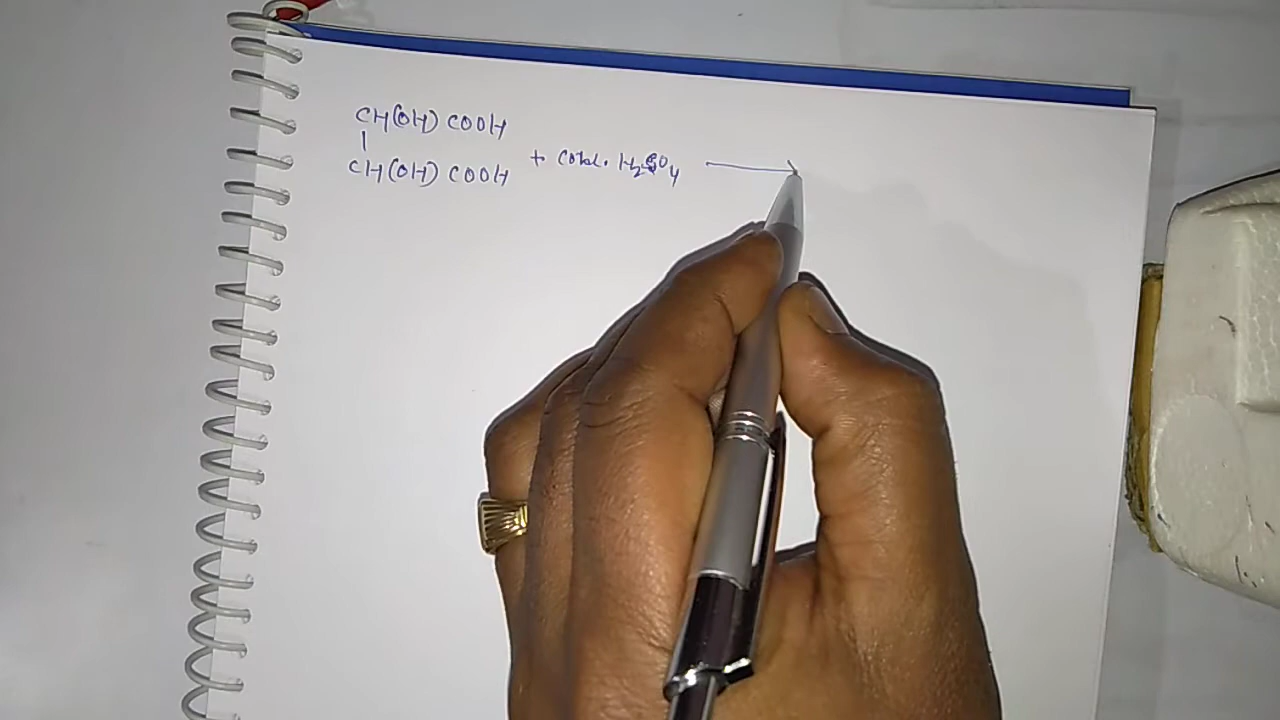 CH(OH) COOH
|
CH(OH) COOH + Conc. H₂SO₄ ⟶